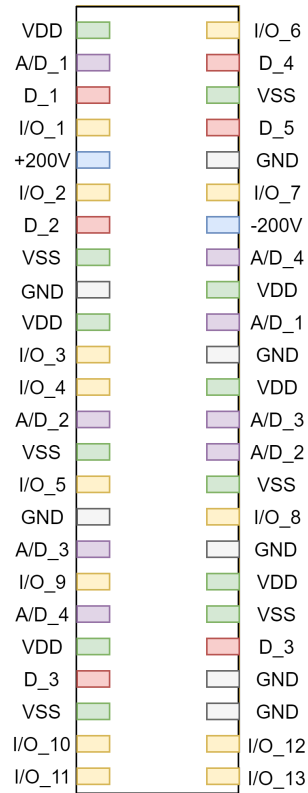 VDD
A/D_1
D_1
I/O_1
+200V
I/O_2
D_2
VSS
GND
VDD
I/O_3
I/O_4
A/D_2
VSS
I/O_5
GND
A/D_3
I/O_9
A/D_4
VDD
D_3
VSS
I/O_10
I/O_11
I/O_6
D_4
VSS
D_5
GND
I/O_7
-200V
A/D_4
VDD
A/D_1
GND
VDD
A/D_3
A/D_2
VSS
I/O_8
GND
VDD
VSS
D_3
GND
GND
I/O_12
I/O_13